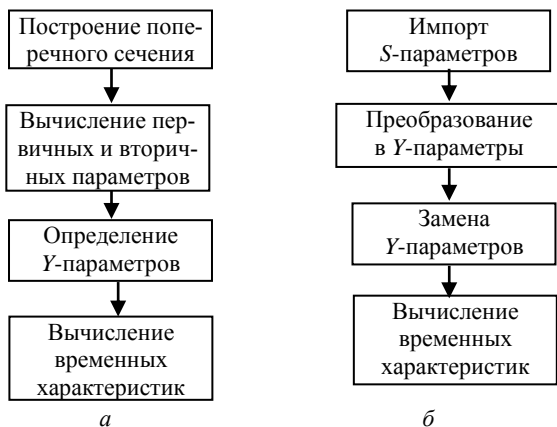 Построение попе-
речного сечения
Вычисление пер-
вичных и вторич-
ных параметров
Определение
Y-параметров
Вычисление
временных
характеристик
а
Импорт
S-параметров
Преобразование
в Y-параметры
Замена
Y-параметров
Вычисление
временных
характеристик
б